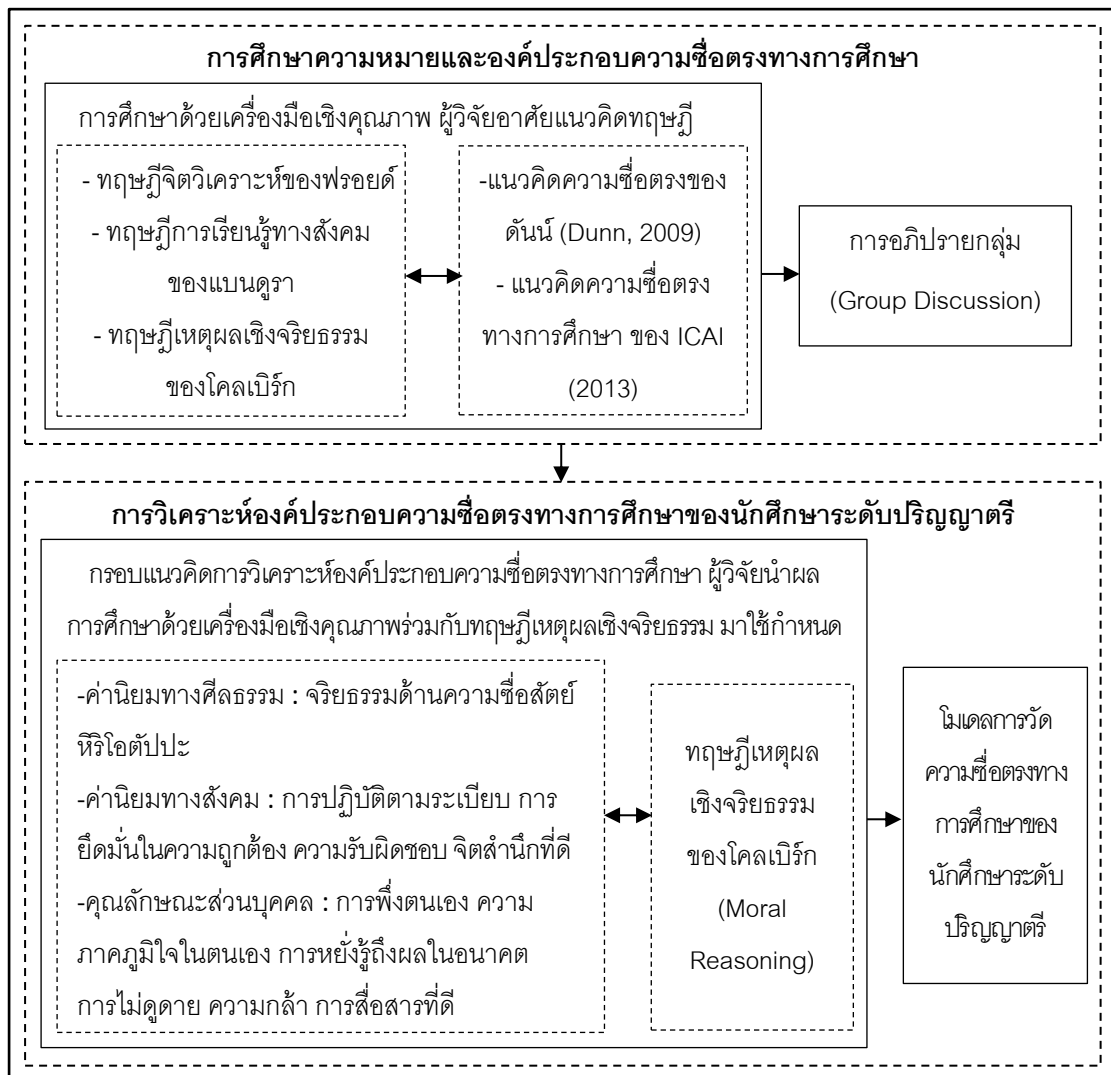 การศึกษาความหมายและองค์ประกอบความซื่อตรงทางการศึกษา
การศึกษาด้วยเครื่องมือเชิงคุณภาพ ผู้วิจัยอาศัยแนวคิดทฤษฎี
- ทฤษฎีจิตวิเคราะห์ของฟรอยด์
- ทฤษฎีการเรียนรู้ทางสังคม
ของแบนดูรา
- ทฤษฎีเหตุผลเชิงจริยธรรม
ของโคลเบิร์ก
-แนวคิดความซื่อตรงของ
ดันน์ (Dunn, 2009)
- แนวคิดความซื่อตรง
ทางการศึกษา ของ ICAI
(2013)
การอภิปรายกลุ่ม
(Group Discussion)
การวิเคราะห์องค์ประกอบความซื่อตรงทางการศึกษาของนักศึกษาระดับปริญญาตรี
กรอบแนวคิดการวิเคราะห์องค์ประกอบความซื่อตรงทางการศึกษา ผู้วิจัยนำผล
การศึกษาด้วยเครื่องมือเชิงคุณภาพร่วมกับทฤษฎีเหตุผลเชิงจริยธรรม มาใช้กำหนด
-ค่านิยมทางศีลธรรม : จริยธรรมด้านความซื่อสัตย์
หิริโอตัปปะ
-ค่านิยมทางสังคม : การปฏิบัติตามระเบียบ การ
ยึดมั่นในความถูกต้อง ความรับผิดชอบ จิตสำนึกที่ดี
-คุณลักษณะส่วนบุคคล : การพึ่งตนเอง ความ
ภาคภูมิใจในตนเอง การหยั่งรู้ถึงผลในอนาคต
การไม่ดูดาย ความกล้า การสื่อสารที่ดี
ทฤษฎีเหตุผล
เชิงจริยธรรม
ของโคลเบิร์ก
(Moral
Reasoning)
โมเดลการวัด
ความซื่อตรงทาง
การศึกษาของ
นักศึกษาระดับ
ปริญญาตรี